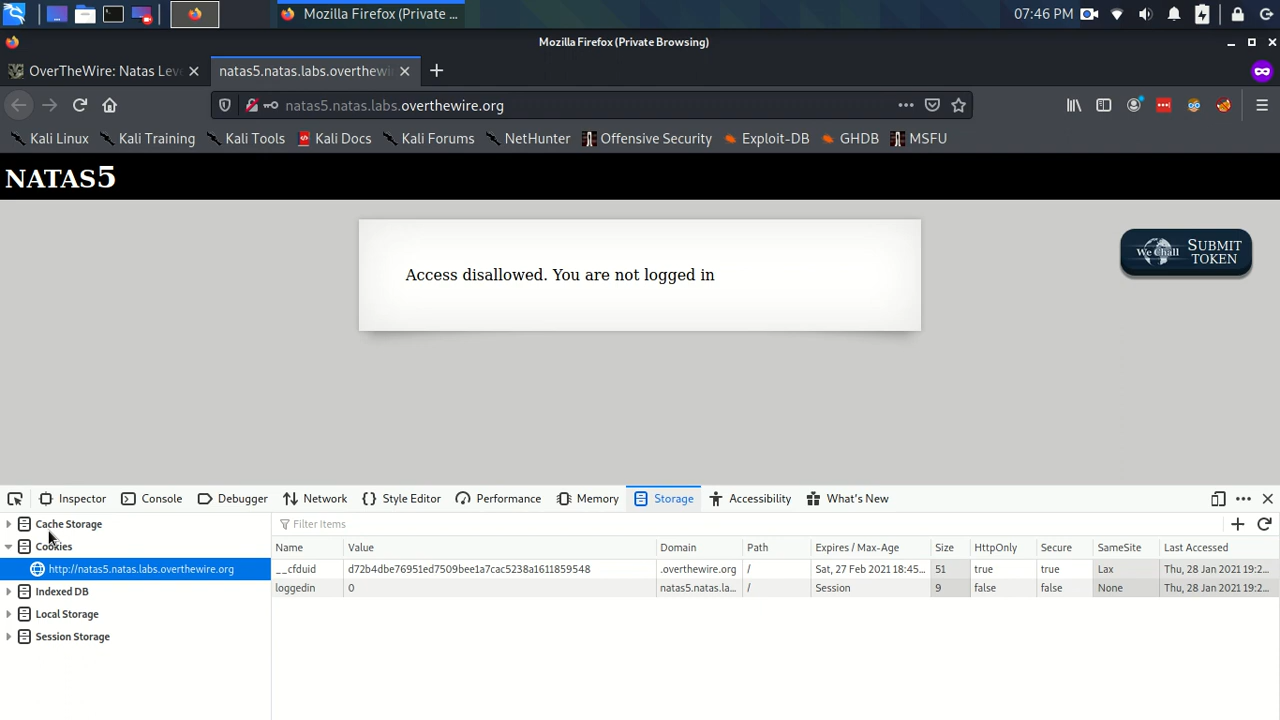 Mozilla Firefox (Private ...
07:46 PM
Mozilla Firefox (Private Browsing)
OverTheWire: Natas Leve
natas5.natas.labs.overthewir
natas5.natas.labs.overthewire.org
Kali Linux Kali Training Kali Tools Kali Docs Kali Forums NetHunter Offensive Security Exploit-DB GHDB MSFU
NATAS5
Access disallowed. You are not logged in
We Chall SUBMIT TOKEN
Inspector Console Debugger Network Style Editor Performance Memory Storage Accessibility What's New
Cache Storage
Filter Items
Cookies
Name Value Domain Path Expires / Max-Age Size HttpOnly Secure SameSite Last Accessed
http://natas5.natas.labs.overthewire.org
__cfduid d72b4dbe76951ed7509bee1a7cac5238a1611859548 .overthewire.org / Sat, 27 Feb 2021 18:45... 51 true true Lax Thu, 28 Jan 2021 19:2...
loggedin 0 natas5.natas.la... / Session 9 false false None Thu, 28 Jan 2021 19:2...
Indexed DB
Local Storage
Session Storage